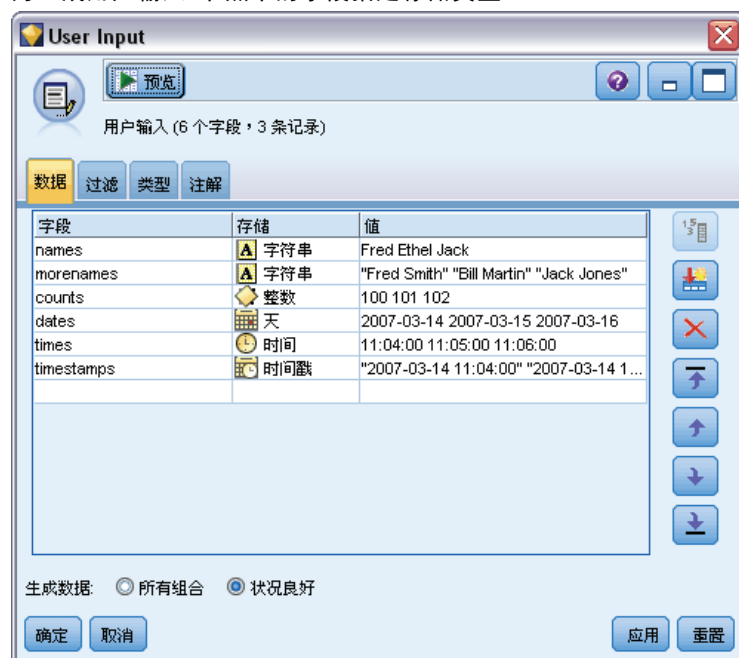 User Input
预览
用户输入 (6 个字段，3 条记录)
数据 过滤 类型 注解
字段 存储 值
names 字符串 Fred Ethel Jack
morenames 字符串 "Fred Smith" "Bill Martin" "Jack Jones"
counts 整数 100 101 102
dates 天 2007-03-14 2007-03-15 2007-03-16
times 时间 11:04:00 11:05:00 11:06:00
timestamps 时间戳 "2007-03-14 11:04:00" "2007-03-14 1...
生成数据: 所有组合 状况良好
确定 取消 应用 重置